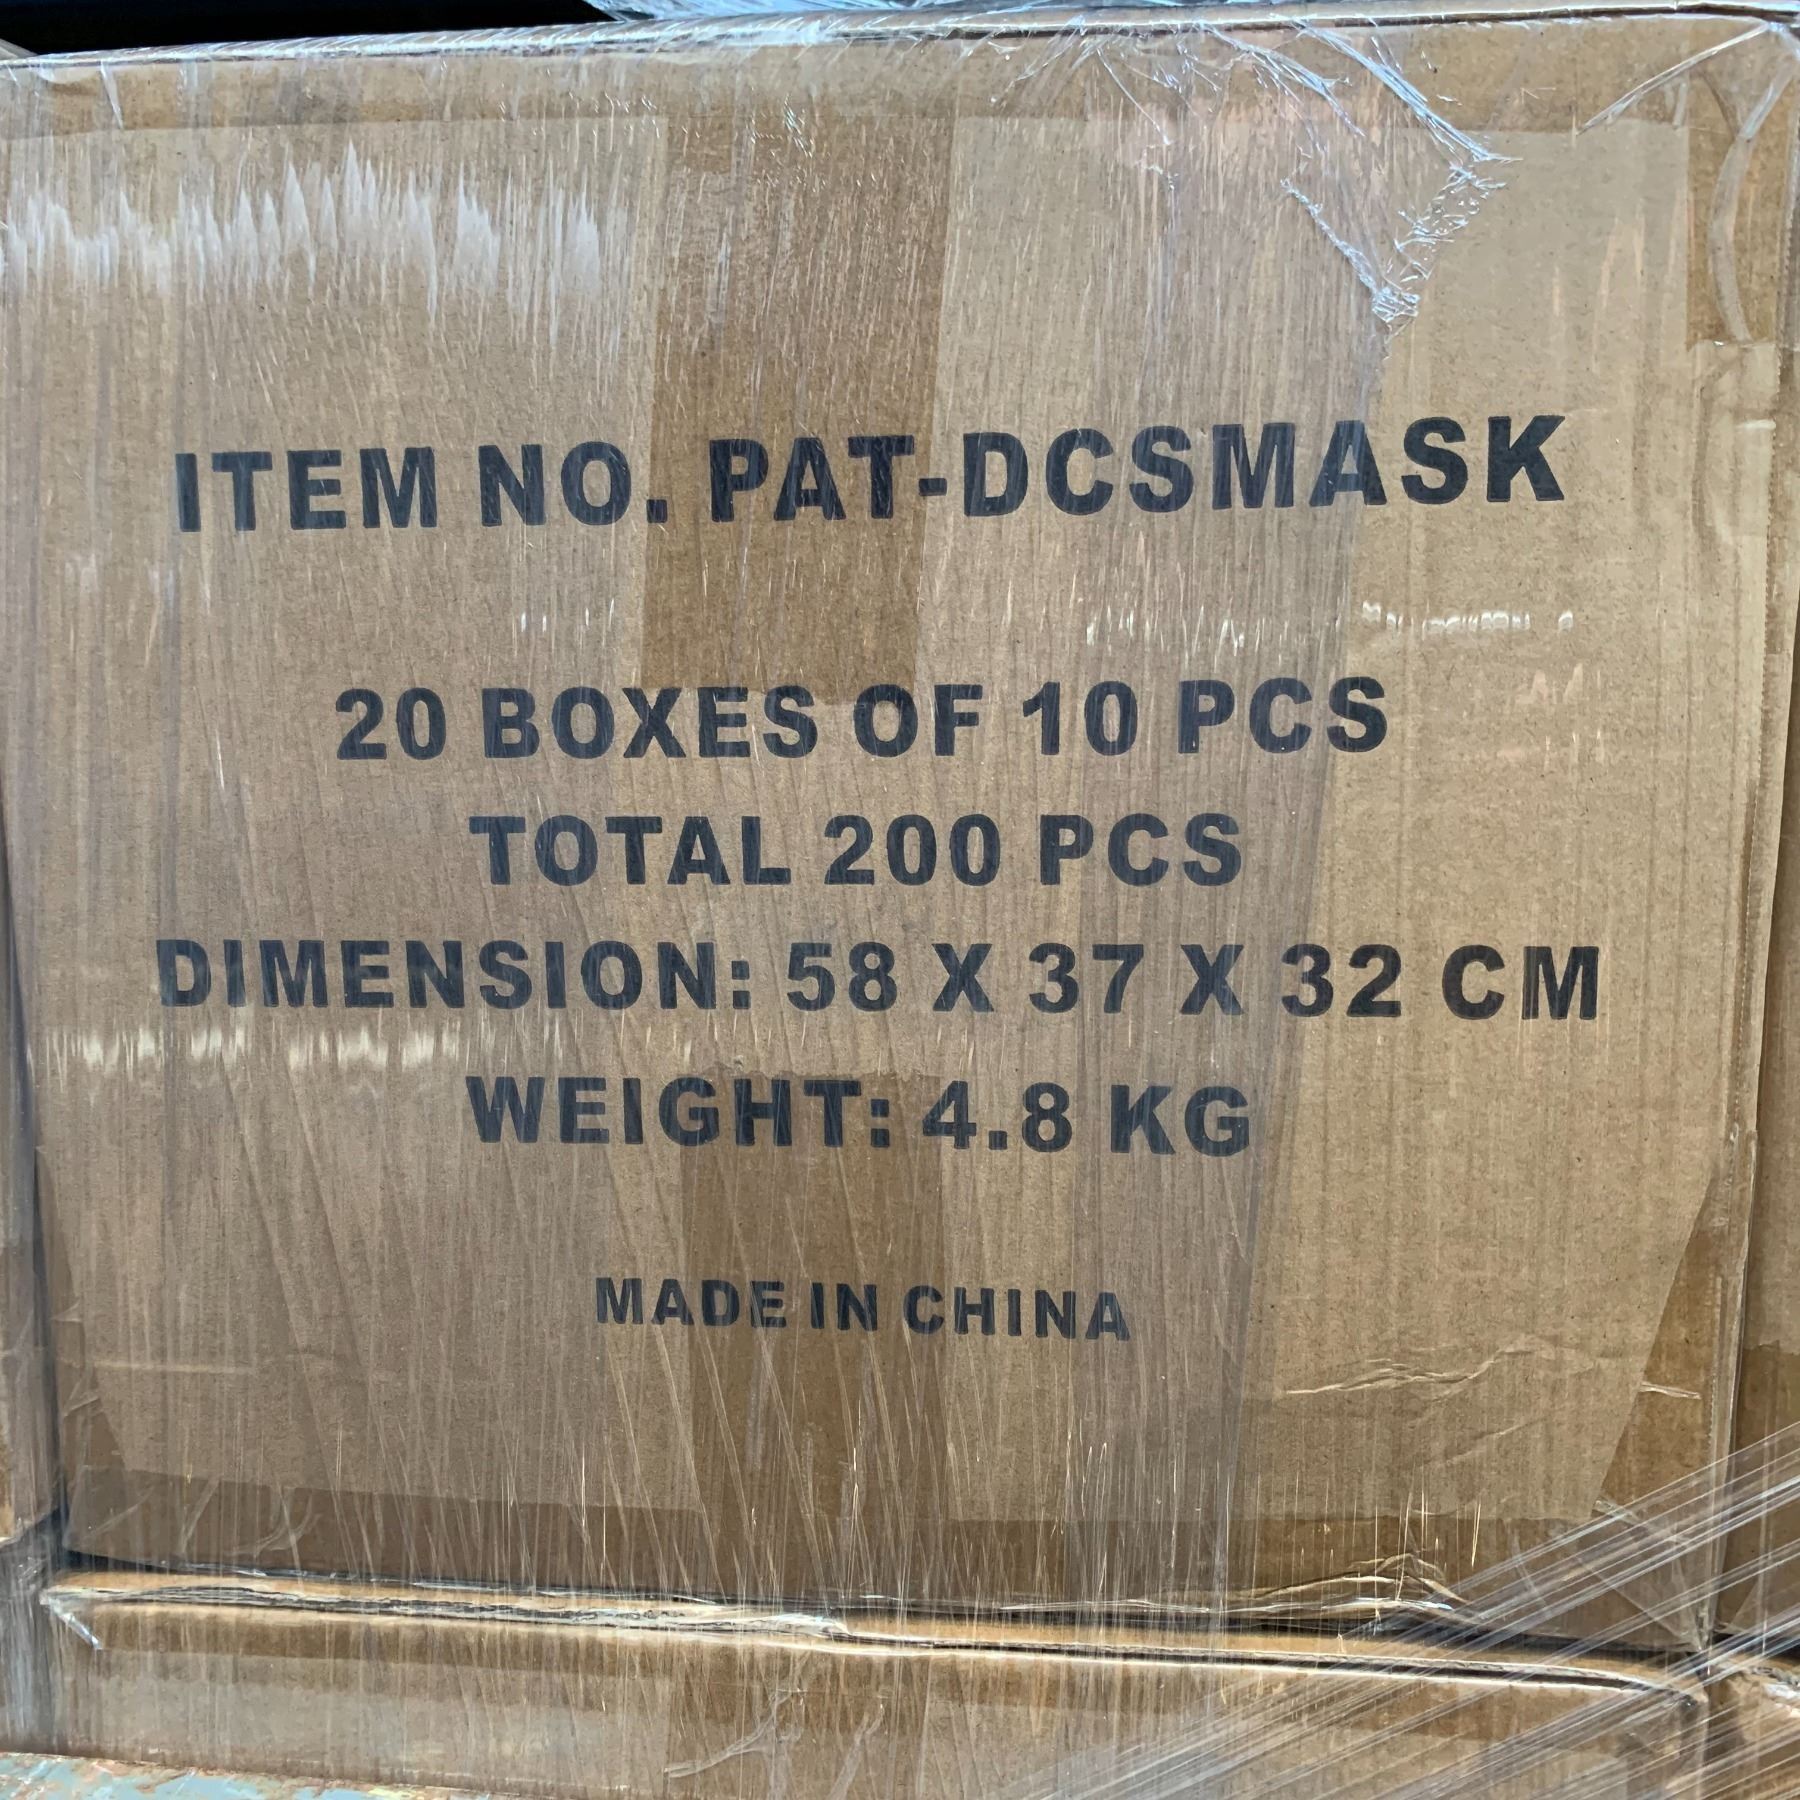 ITEM NO. PAT-DCSMASK
20 BOXES OF 10 PCS
TOTAL 200 PCS
DIMENSION: 58 X 37 X 32 CM
WEIGHT: 4.8 KG
MADE IN CHINA